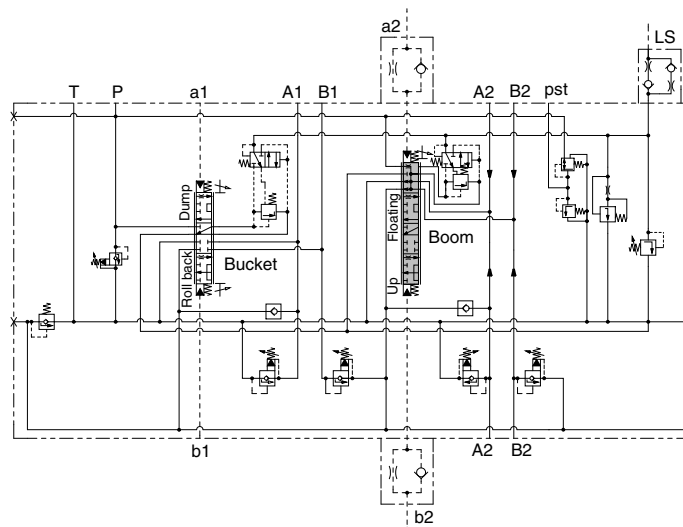 a2
LS
T P a1 A1 B1 A2 B2 pst
Dump
Floating
Boom
Bucket
Roll back
Up
b1 A2 B2
b2